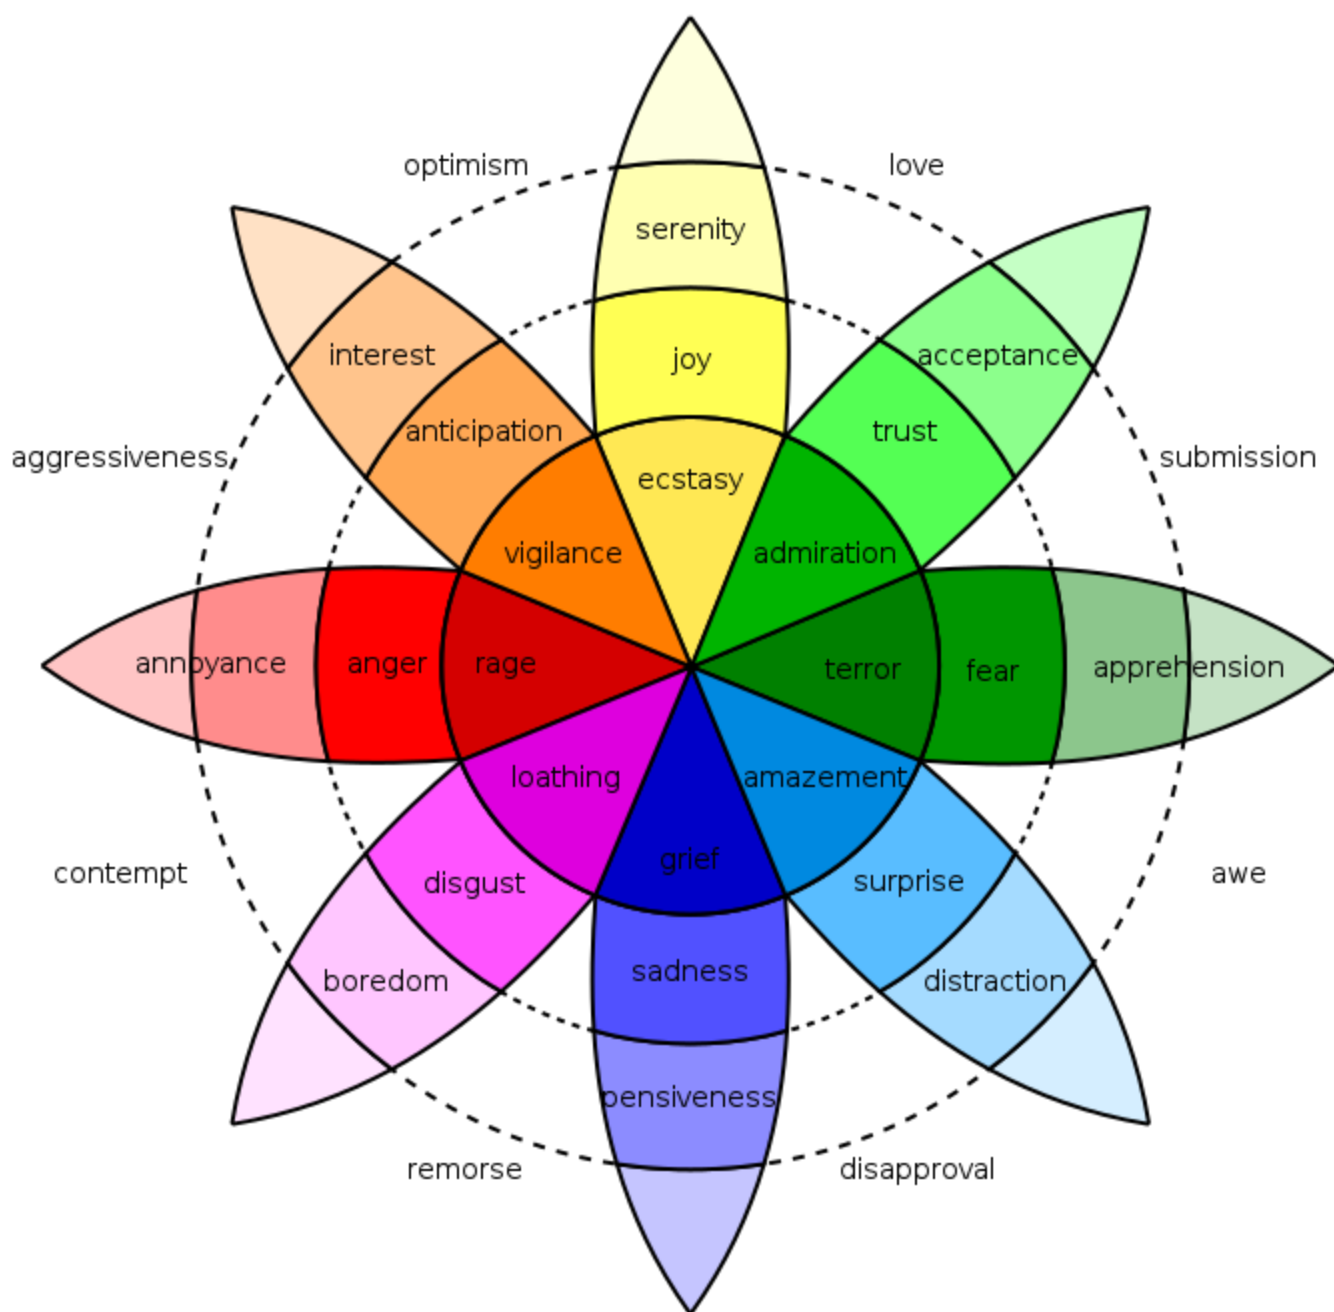 optimism
love
serenity
interest
joy
acceptance
anticipation
trust
aggressiveness
submission
ecstasy
vigilance
admiration
annoyance
anger
rage
terror
fear
apprehension
loathing
amazement
contempt
grief
awe
disgust
surprise
boredom
sadness
distraction
pensiveness
remorse
disapproval